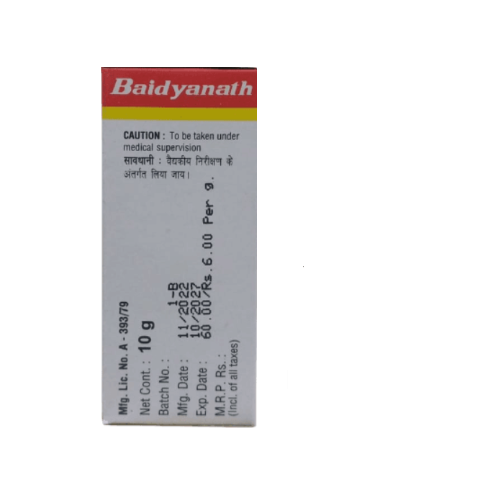 Baidyanath
CAUTION : To be taken under
medical supervision
सावधानी : वैद्यकीय निरीक्षण के
अंतर्गत लिया जाय।
Mfg. Lic. No. A - 393/79
Net Cont. : 10 g
Batch No. : 1-B
Mfg. Date : 11/2022
Exp. Date : 10/2027
M.R.P. Rs. : 60.00/Rs.6.00 Per g.
(Incl. of all taxes)